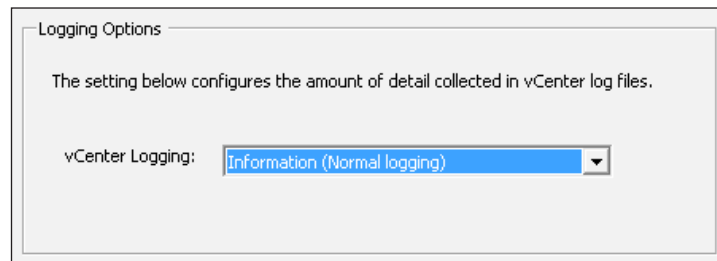 Logging Options
The setting below configures the amount of detail collected in vCenter log files.
vCenter Logging: Information (Normal logging)